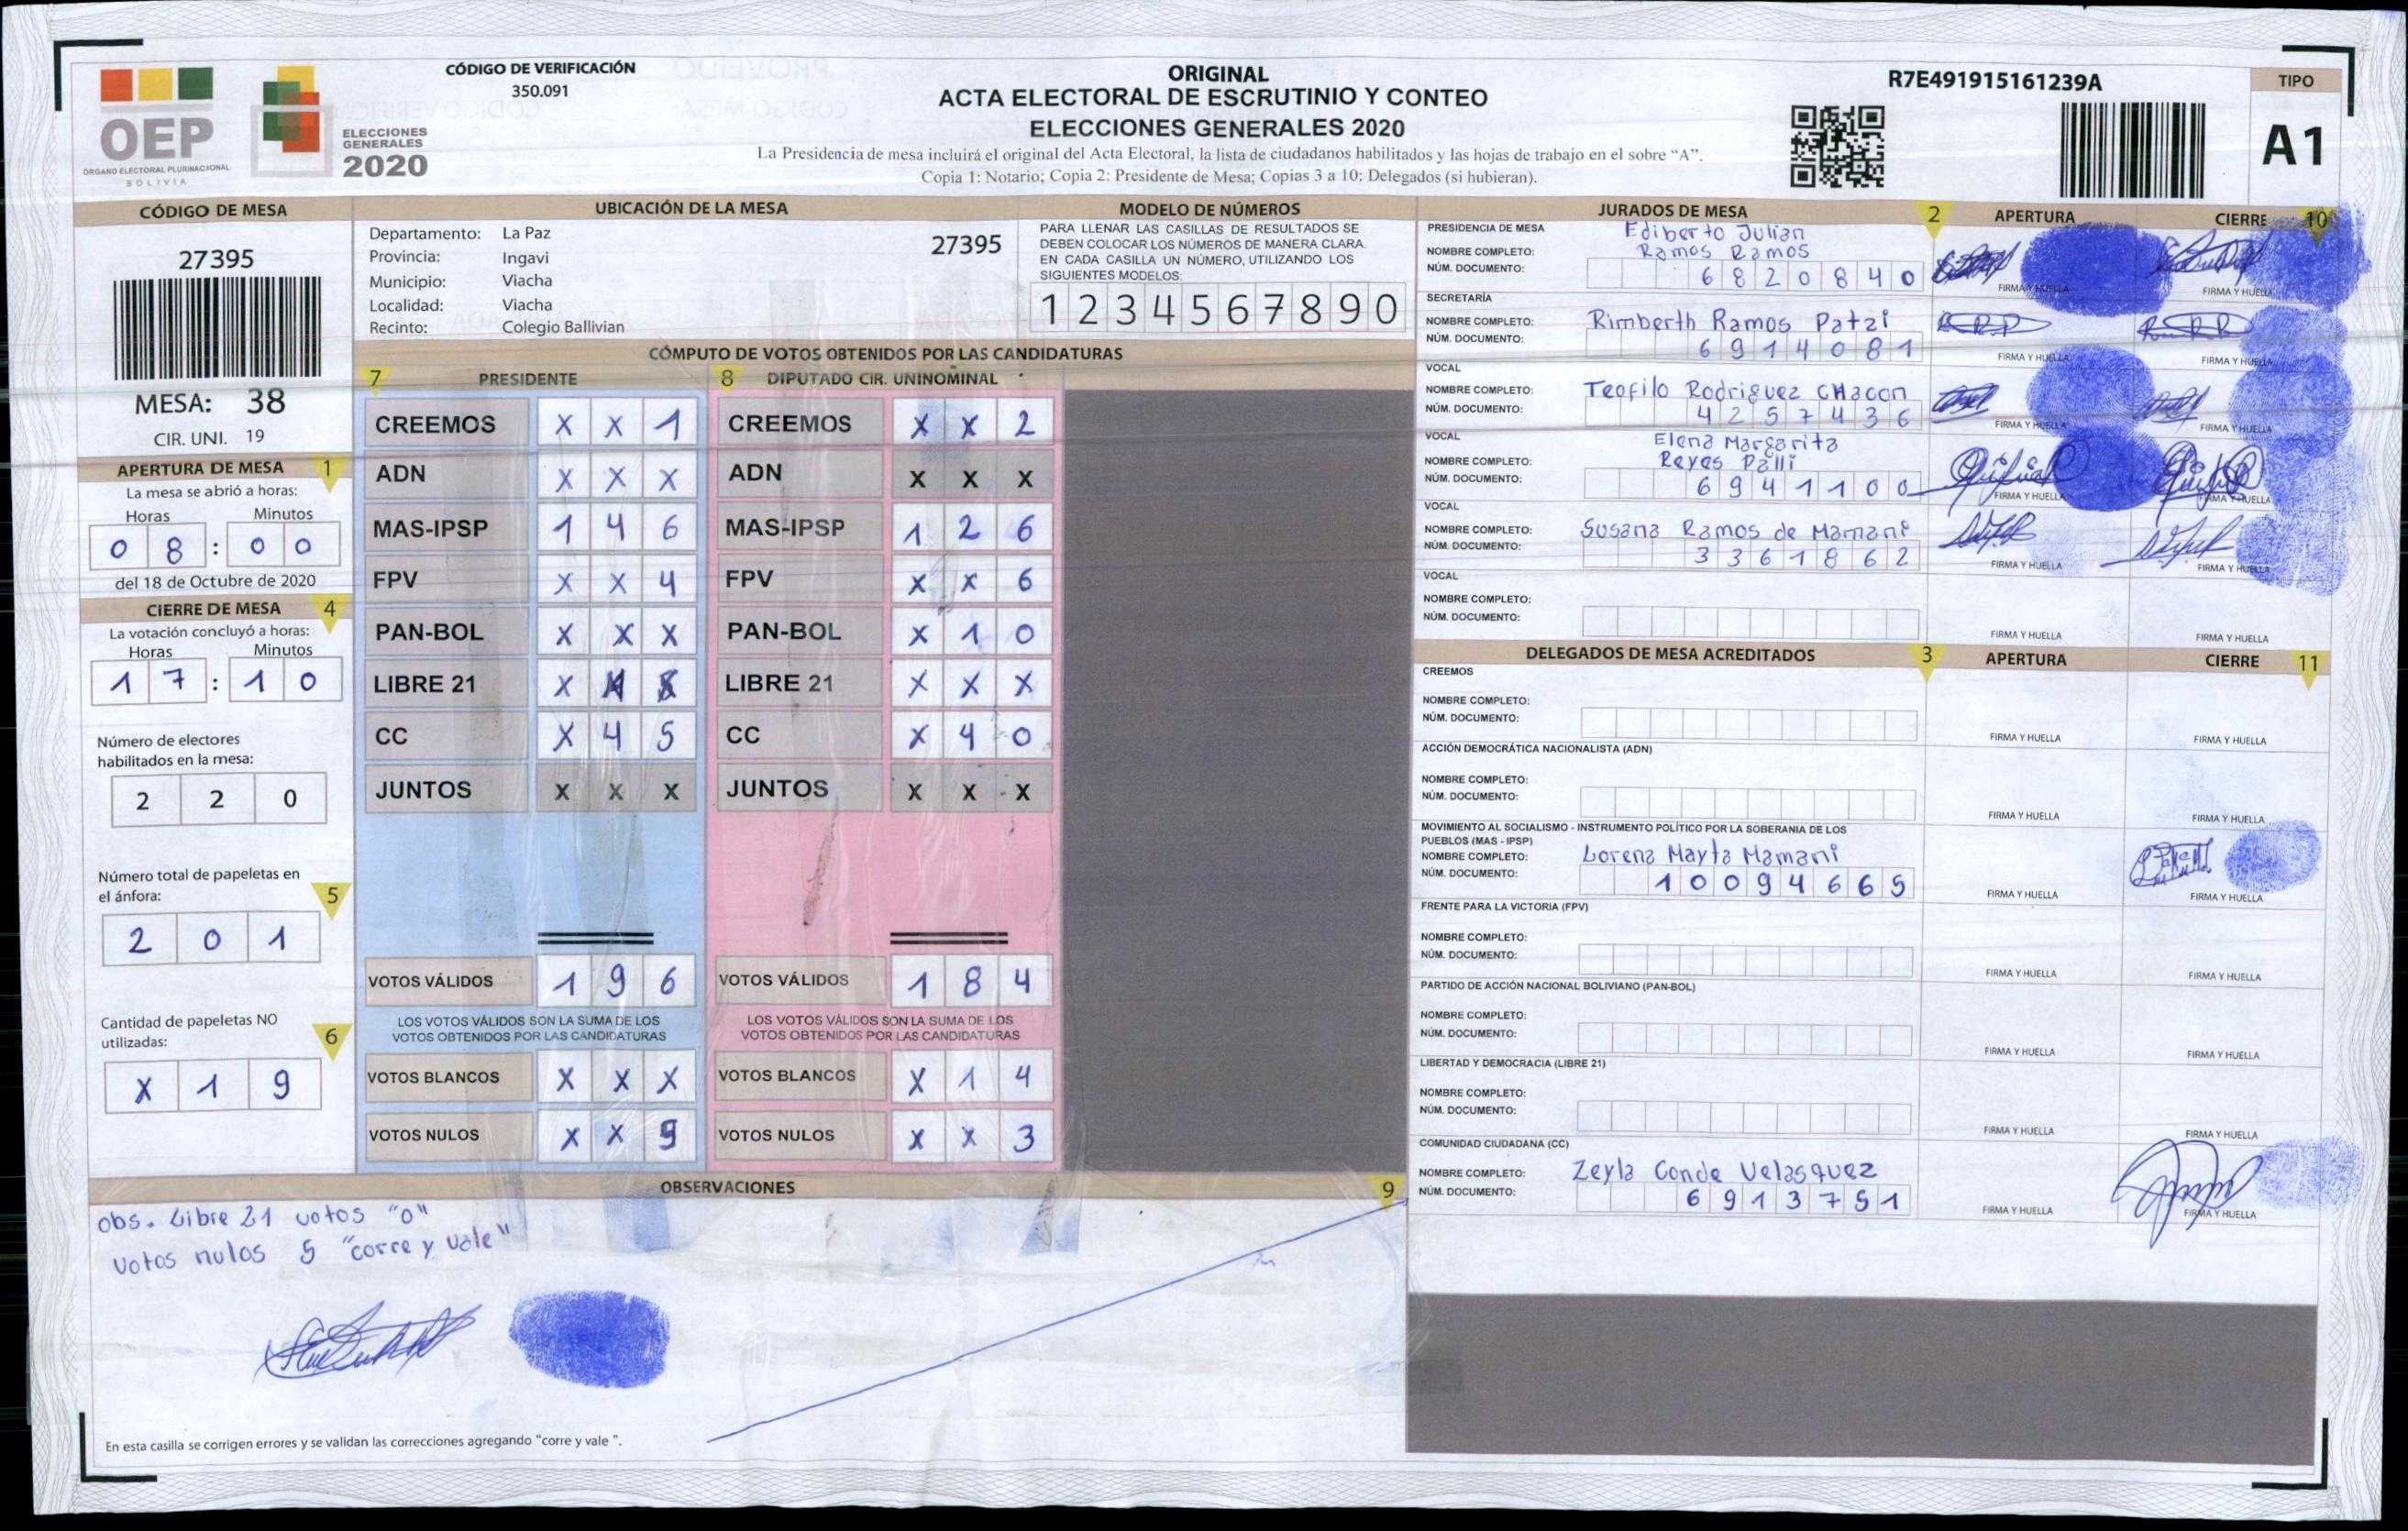 CÓDIGO DE VERIFICACIÓN
350.091
OEP
ÓRGANO ELECTORAL PLURINACIONAL
BOLIVIA
ELECCIONES
GENERALES
2020
ORIGINAL
ACTA ELECTORAL DE ESCRUTINIO Y CONTEO
ELECCIONES GENERALES 2020
La Presidencia de mesa incluirá el original del Acta Electoral, la lista de ciudadanos habilitados y las hojas de trabajo en el sobre “A”.
Copia 1: Notario; Copia 2: Presidente de Mesa; Copias 3 a 10: Delegados (si hubieran).
R7E491915161239A
TIPO
A1
CÓDIGO DE MESA
27395
MESA: 38
CIR. UNI. 19
APERTURA DE MESA 1
La mesa se abrió a horas:
Horas Minutos
0 8 : 0 0
del 18 de Octubre de 2020
CIERRE DE MESA 4
La votación concluyó a horas:
Horas Minutos
1 7 : 1 0
Número de electores
habilitados en la mesa:
2 2 0
Número total de papeletas en
el ánfora: 5
2 0 1
Cantidad de papeletas NO
utilizadas: 6
X 1 9
UBICACIÓN DE LA MESA
Departamento: La Paz
27395
Provincia: Ingavi
Municipio: Viacha
Localidad: Viacha
Recinto: Colegio Ballivian
MODELO DE NÚMEROS
PARA LLENAR LAS CASILLAS DE RESULTADOS SE
DEBEN COLOCAR LOS NÚMEROS DE MANERA CLARA.
EN CADA CASILLA UN NÚMERO, UTILIZANDO LOS
SIGUIENTES MODELOS:
1 2 3 4 5 6 7 8 9 0
CÓMPUTO DE VOTOS OBTENIDOS POR LAS CANDIDATURAS
7 PRESIDENTE
CREEMOS X X 1
ADN X X X
MAS-IPSP 1 4 6
FPV X X 4
PAN-BOL X X X
LIBRE 21 X
CC X 4 5
JUNTOS X X X
VOTOS VÁLIDOS 1 9 6
LOS VOTOS VÁLIDOS SON LA SUMA DE LOS
VOTOS OBTENIDOS POR LAS CANDIDATURAS
VOTOS BLANCOS X X X
VOTOS NULOS X X
8 DIPUTADO CIR. UNINOMINAL
CREEMOS X X 2
ADN X X X
MAS-IPSP 1 2 6
FPV X X 6
PAN-BOL X 1 0
LIBRE 21 X X X
CC X 4 0
JUNTOS X X X
VOTOS VÁLIDOS 1 8 4
LOS VOTOS VÁLIDOS SON LA SUMA DE LOS
VOTOS OBTENIDOS POR LAS CANDIDATURAS
VOTOS BLANCOS X 1 4
VOTOS NULOS X X 3
OBSERVACIONES 9
obs. Libre 21 votos "0"
votos nulos 5 "corre y vale"
En esta casilla se corrigen errores y se validan las correcciones agregando “corre y vale ”.
JURADOS DE MESA 2 APERTURA CIERRE 10
PRESIDENCIA DE MESA
NOMBRE COMPLETO: Ediberto Julian
Ramos Ramos
NÚM. DOCUMENTO: 6 8 2 0 8 4 0
FIRMA Y HUELLA FIRMA Y HUELLA
SECRETARÍA
NOMBRE COMPLETO: Rimberth Ramos Patzi
NÚM. DOCUMENTO: 6 9 1 4 0 8 1
FIRMA Y HUELLA FIRMA Y HUELLA
VOCAL
NOMBRE COMPLETO: Teofilo Rodriguez CHacon
NÚM. DOCUMENTO: 4 2 5 7 4 3 6
FIRMA Y HUELLA FIRMA Y HUELLA
VOCAL
NOMBRE COMPLETO: Elena Margarita
Reyes Palli
NÚM. DOCUMENTO: 6 9 4 1 1 0 0
FIRMA Y HUELLA FIRMA Y HUELLA
VOCAL
NOMBRE COMPLETO: Susana Ramos de Mamani
NÚM. DOCUMENTO: 3 3 6 1 8 6 2
FIRMA Y HUELLA FIRMA Y HUELLA
VOCAL
NOMBRE COMPLETO:
NÚM. DOCUMENTO:
FIRMA Y HUELLA FIRMA Y HUELLA
DELEGADOS DE MESA ACREDITADOS 3 APERTURA CIERRE 11
CREEMOS
NOMBRE COMPLETO:
NÚM. DOCUMENTO:
FIRMA Y HUELLA FIRMA Y HUELLA
ACCIÓN DEMOCRÁTICA NACIONALISTA (ADN)
NOMBRE COMPLETO:
NÚM. DOCUMENTO:
FIRMA Y HUELLA FIRMA Y HUELLA
MOVIMIENTO AL SOCIALISMO - INSTRUMENTO POLÍTICO POR LA SOBERANIA DE LOS
PUEBLOS (MAS - IPSP)
NOMBRE COMPLETO: Lorena Mayta Mamani
NÚM. DOCUMENTO: 1 0 0 9 4 6 6 5
FIRMA Y HUELLA FIRMA Y HUELLA
FRENTE PARA LA VICTORIA (FPV)
NOMBRE COMPLETO:
NÚM. DOCUMENTO:
FIRMA Y HUELLA FIRMA Y HUELLA
PARTIDO DE ACCIÓN NACIONAL BOLIVIANO (PAN-BOL)
NOMBRE COMPLETO:
NÚM. DOCUMENTO:
FIRMA Y HUELLA FIRMA Y HUELLA
LIBERTAD Y DEMOCRACIA (LIBRE 21)
NOMBRE COMPLETO:
NÚM. DOCUMENTO:
FIRMA Y HUELLA FIRMA Y HUELLA
COMUNIDAD CIUDADANA (CC)
NOMBRE COMPLETO: Zeyla Conde Velasquez
NÚM. DOCUMENTO: 6 9 1 3 7 5 1
FIRMA Y HUELLA FIRMA Y HUELLA